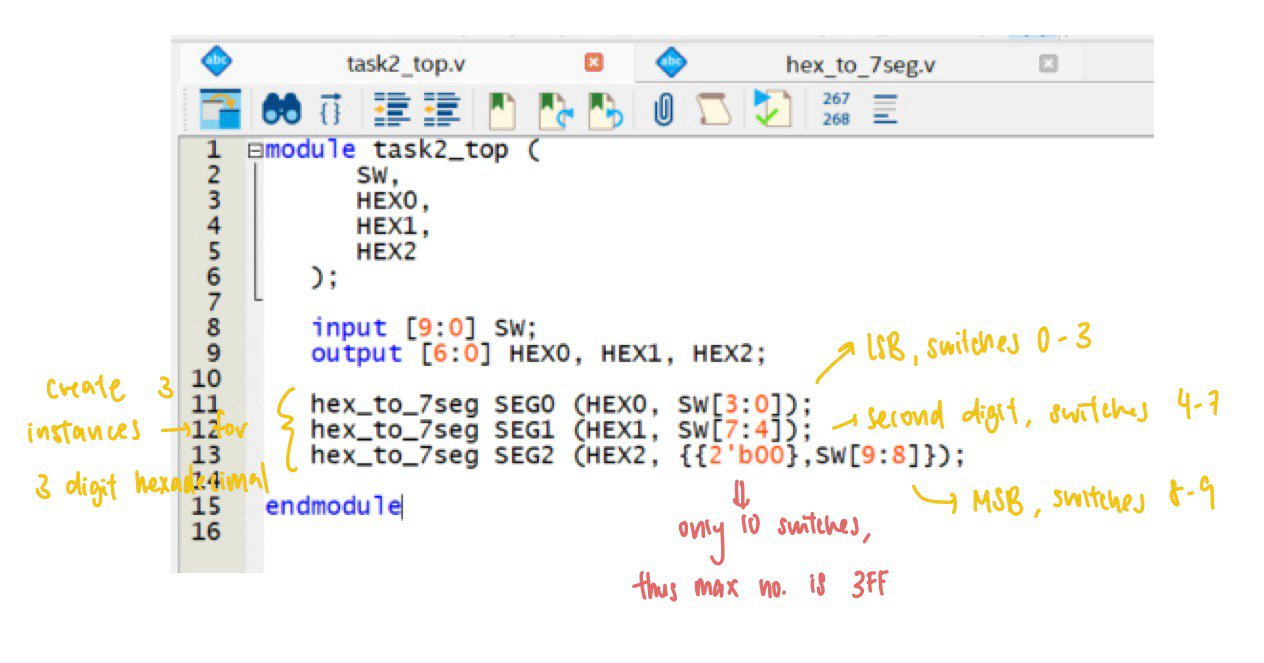 task2_top.v
hex_to_7seg.v
267
268
1 module task2_top (
2 SW,
3 HEX0,
4 HEX1,
5 HEX2
6 );
7
8 input [9:0] SW;
9 output [6:0] HEX0, HEX1, HEX2;
10
11 hex_to_7seg SEG0 (HEX0, SW[3:0]);
12 hex_to_7seg SEG1 (HEX1, SW[7:4]);
13 hex_to_7seg SEG2 (HEX2, {{2'b00},SW[9:8]});
14
15 endmodule
16
create 3
instances → for
3 digit hexadecimal
LSB, switches 0-3
second digit, switches 4-7
MSB, switches 8-9
only 10 switches,
thus max no. is 3FF